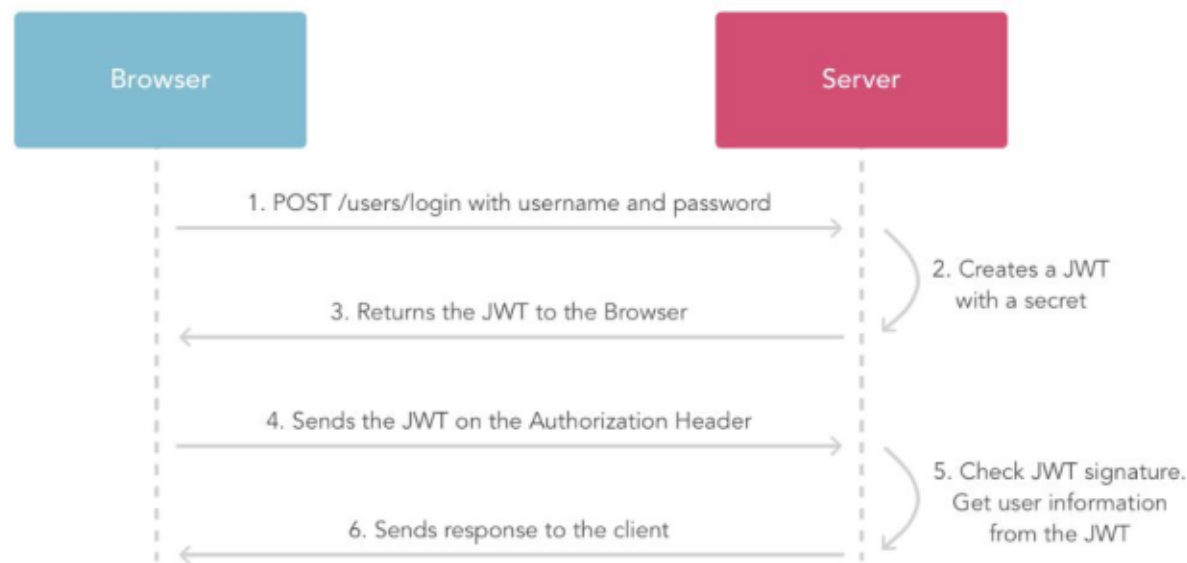 Browser
Server
1. POST /users/login with username and password
2. Creates a JWT
with a secret
3. Returns the JWT to the Browser
4. Sends the JWT on the Authorization Header
5. Check JWT signature.
Get user information
from the JWT
6. Sends response to the client